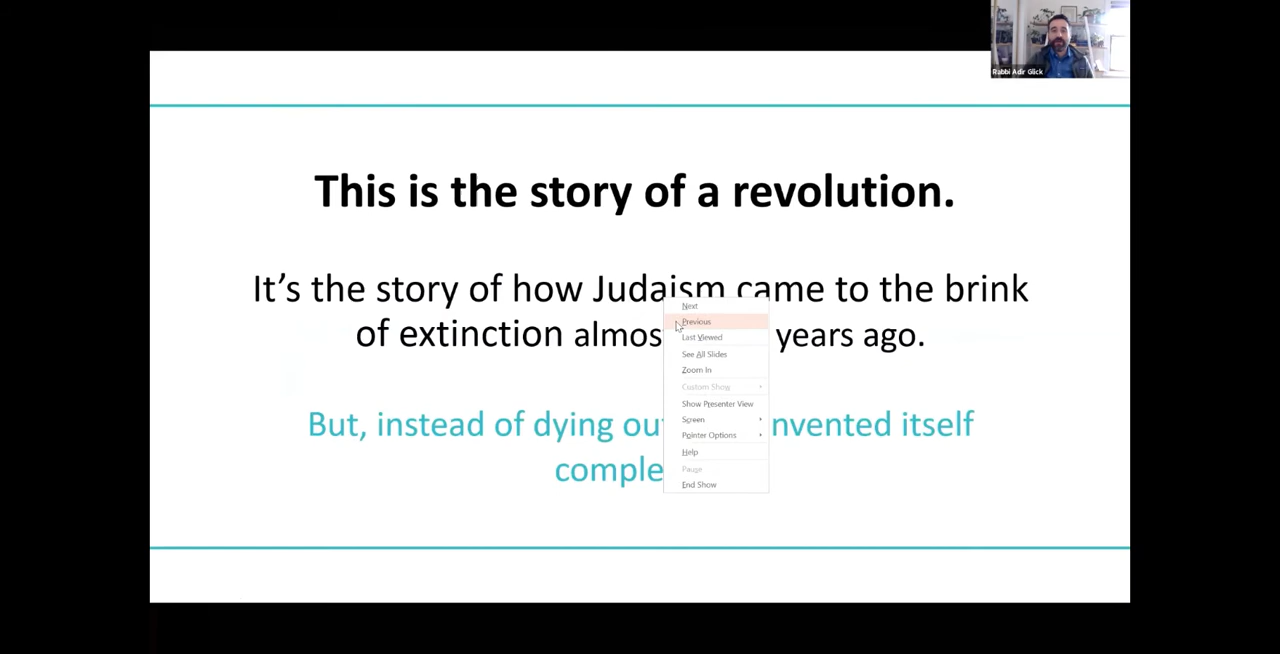 Rabbi Adir Glick
This is the story of a revolution.
It's the story of how Judaism came to the brink
of extinction almos years ago.
Next
Previous
Last Viewed
See All Slides
Zoom In
Custom Show
Show Presenter View
Screen
Pointer Options
Help
Pause
End Show
But, instead of dying ou nvented itself
comple